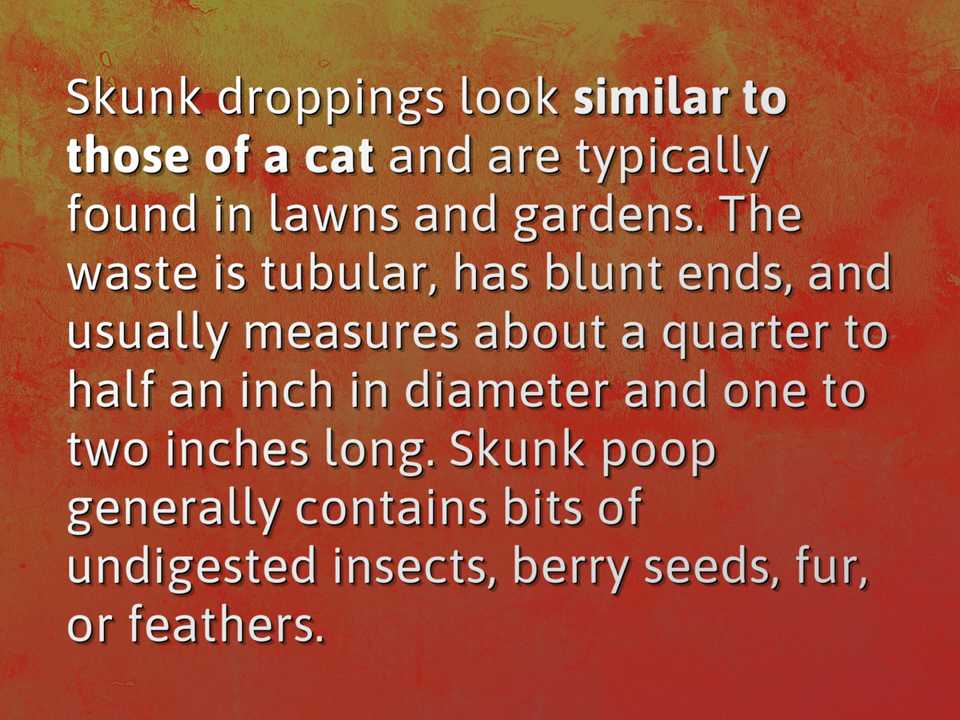 Skunk droppings look similar to
those of a cat and are typically
found in lawns and gardens. The
waste is tubular, has blunt ends, and
usually measures about a quarter to
half an inch in diameter and one to
two inches long. Skunk poop
generally contains bits of
undigested insects, berry seeds, fur,
or feathers.